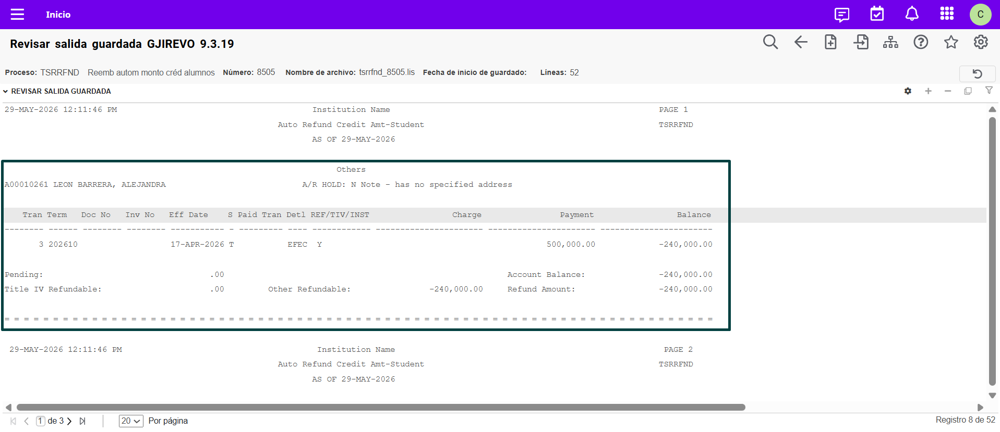 Inicio
C
Revisar salida guardada GJIREVO 9.3.19
Proceso: TSRRFND Reemb autom monto créd alumnos Número: 8505 Nombre de archivo: tsrrfnd_8505.lis Fecha de inicio de guardado: Líneas: 52
REVISAR SALIDA GUARDADA
29-MAY-2026 12:11:46 PM Institution Name PAGE 1
Auto Refund Credit Amt-Student TSRRFND
AS OF 29-MAY-2026
Others
A00010261 LEON BARRERA, ALEJANDRA A/R HOLD: N Note - has no specified address
Tran Term Doc No Inv No Eff Date S Paid Tran Detl REF/TIV/INST Charge Payment Balance
-------- ------ -------- -------- ----------- - --------- ---- ------------ ---------------------- ---------------------- -----------------------
3 202610 17-APR-2026 T EFEC Y 500,000.00 -240,000.00
Pending: .00 Account Balance: -240,000.00
Title IV Refundable: .00 Other Refundable: -240,000.00 Refund Amount: -240,000.00
= = = = = = = = = = = = = = = = = = = = = = = = = = = = = = = = = = = = = = = = = = = = = = = = = = = = = = = = = = = = = = = = = = = = = = = = =
29-MAY-2026 12:11:46 PM Institution Name PAGE 2
Auto Refund Credit Amt-Student TSRRFND
AS OF 29-MAY-2026
1 de 3 20 Por página Registro 8 de 52